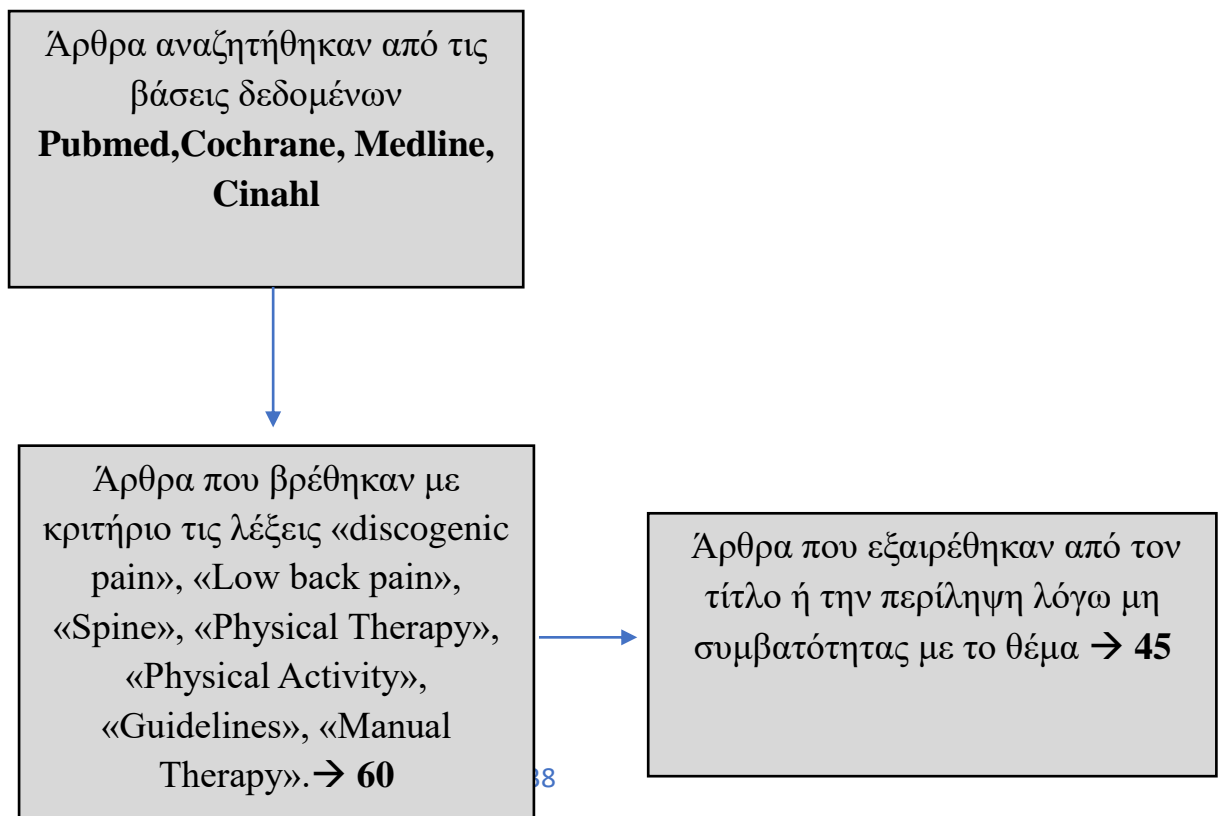 Άρθρα αναζητήθηκαν από τις
βάσεις δεδομένων
Pubmed,Cochrane, Medline,
Cinahl
Άρθρα που βρέθηκαν με
κριτήριο τις λέξεις «discogenic
pain», «Low back pain»,
«Spine», «Physical Therapy»,
«Physical Activity»,
«Guidelines», «Manual
Therapy».→ 60
Άρθρα που εξαιρέθηκαν από τον
τίτλο ή την περίληψη λόγω μη
συμβατότητας με το θέμα → 45